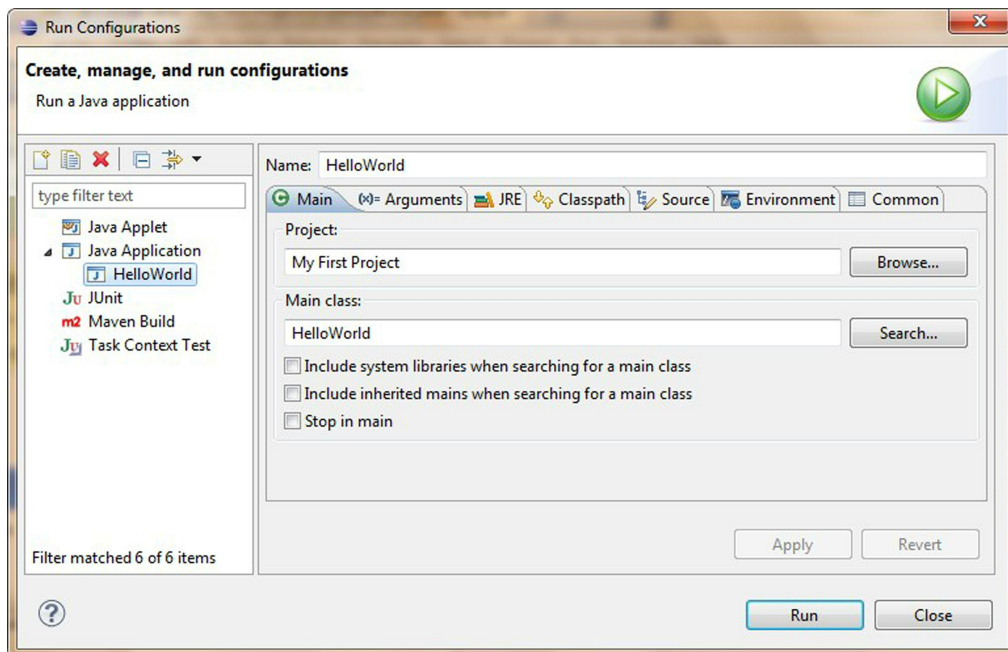 Run Configurations
Create, manage, and run configurations
Run a Java application
type filter text
Java Applet
Java Application
HelloWorld
JUnit
Maven Build
Task Context Test
Filter matched 6 of 6 items
Name: HelloWorld
Main (x)= Arguments JRE Classpath Source Environment Common
Project:
My First Project Browse...
Main class:
HelloWorld Search...
Include system libraries when searching for a main class
Include inherited mains when searching for a main class
Stop in main
Apply Revert
Run Close